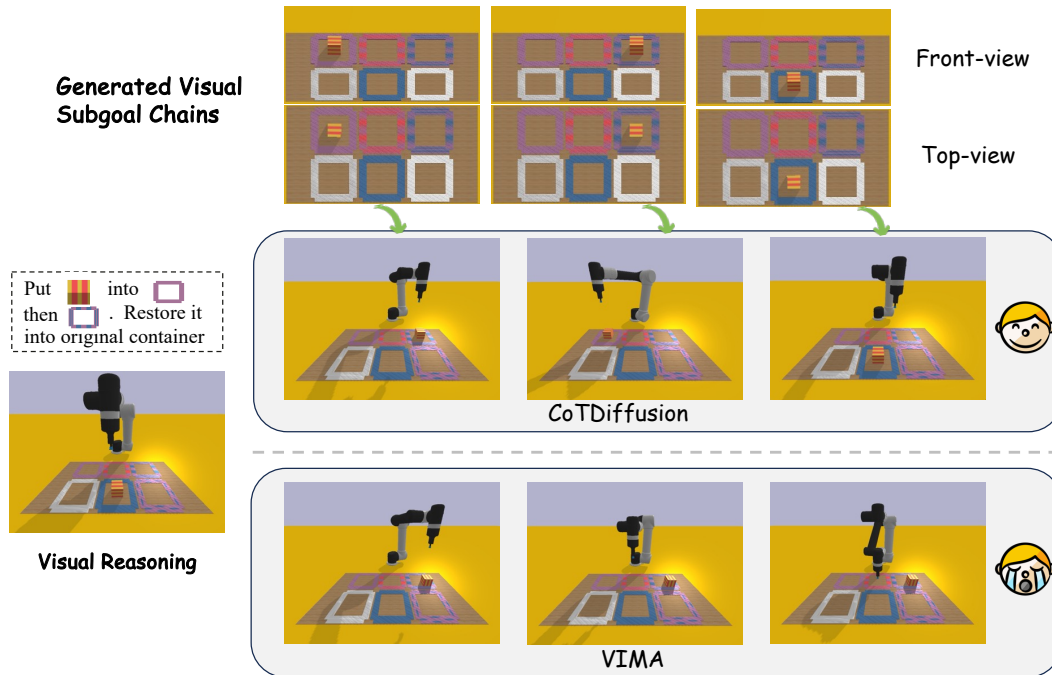 Generated Visual
Subgoal Chains
Front-view
Top-view
Put into
then . Restore it
into original container
Visual Reasoning
CoTDiffusion
VIMA